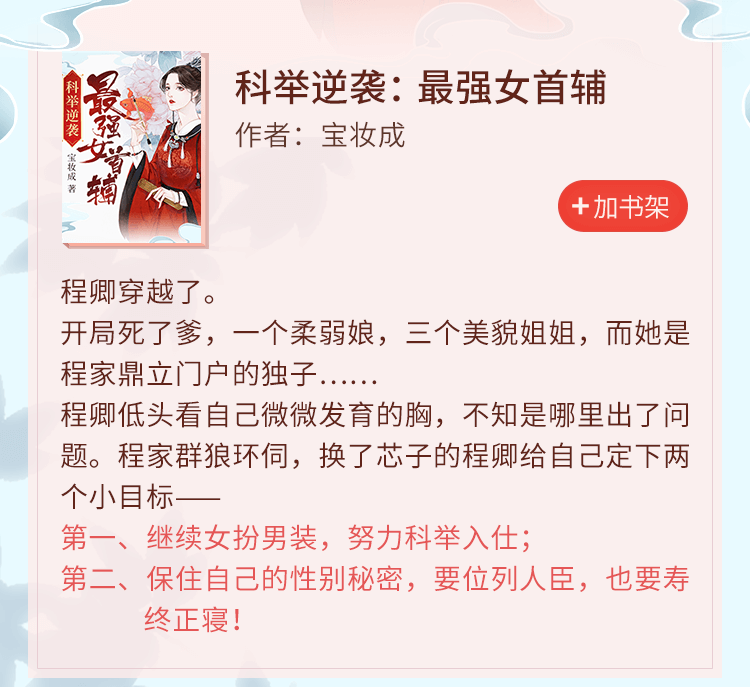 科举逆袭
最强女首辅
宝妆成 著
科举逆袭：最强女首辅
作者：宝妆成
+加书架
程卿穿越了。
开局死了爹，一个柔弱娘，三个美貌姐姐，而她是
程家鼎立门户的独子……
程卿低头看自己微微发育的胸，不知是哪里出了问
题。程家群狼环伺，换了芯子的程卿给自己定下两
个小目标——
第一、继续女扮男装，努力科举入仕；
第二、保住自己的性别秘密，要位列人臣，也要寿
终正寝！